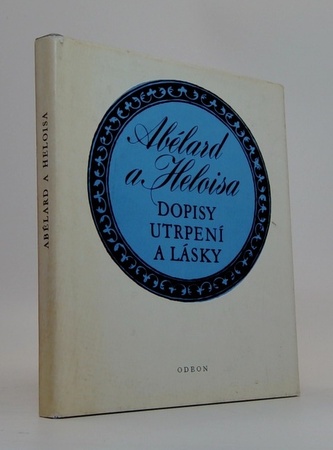 ABÉLARD A HELOISA
Abélard
a Heloisa
DOPISY
UTRPENÍ
A LÁSKY
ODEON